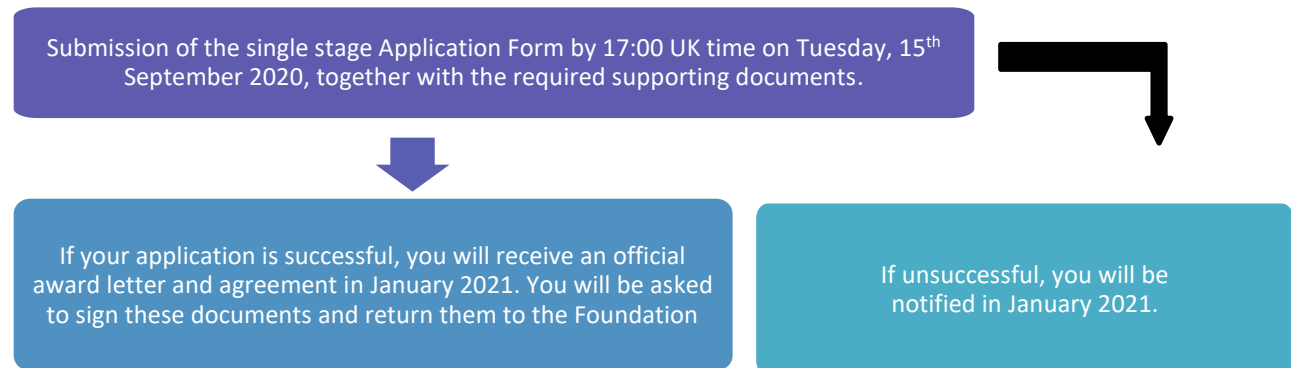 Submission of the single stage Application Form by 17:00 UK time on Tuesday, 15th
September 2020, together with the required supporting documents.
If your application is successful, you will receive an official
award letter and agreement in January 2021. You will be asked
to sign these documents and return them to the Foundation
If unsuccessful, you will be
notified in January 2021.